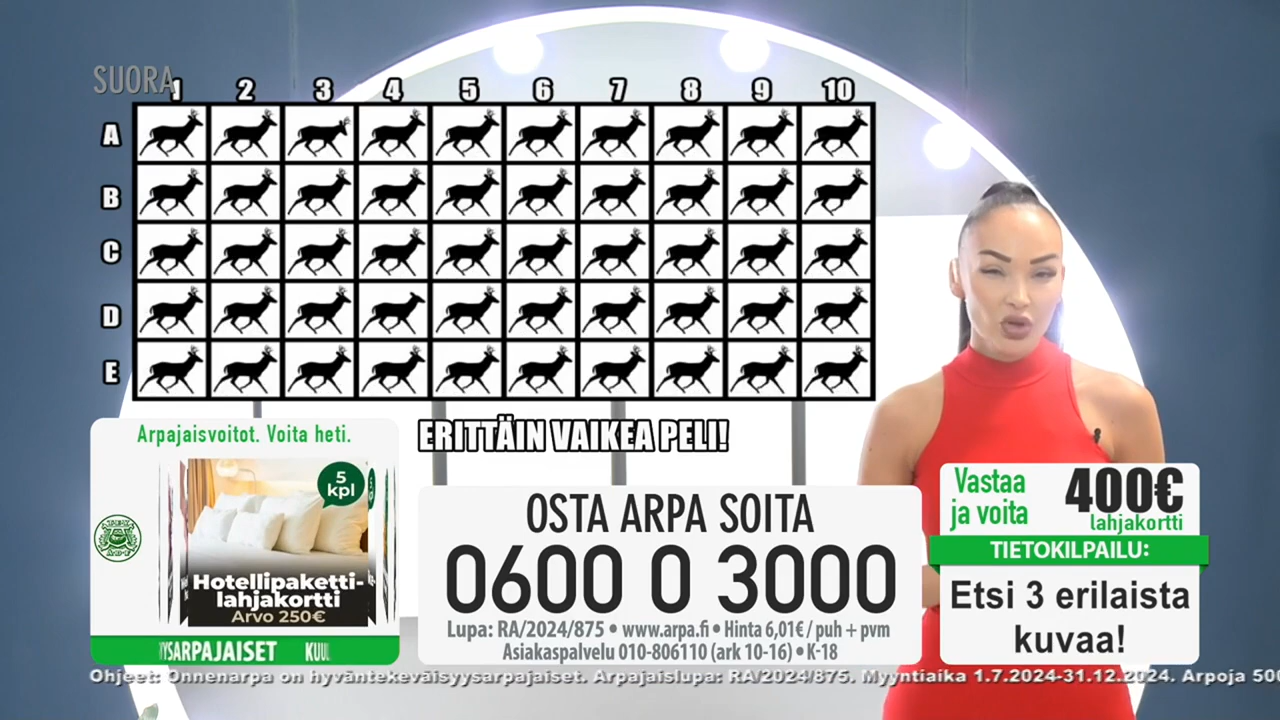 SUORA
1 2 3 4 5 6 7 8 9 10
A
B
C
D
E
ERITTÄIN VAIKEA PELI!
Arpajaisvoitot. Voita heti.
5
kpl
Hotellipaketti-
lahjakortti
Arvo 250€
YYSARPAJAISET KUUL
OSTA ARPA SOITA
0600 0 3000
Lupa: RA/2024/875 • www.arpa.fi • Hinta 6,01€ / puh + pvm
Asiakaspalvelu 010-806110 (ark 10-16) • K-18
Vastaa
ja voita
400€
lahjakortti
TIETOKILPAILU:
Etsi 3 erilaista
kuvaa!
Ohjeet: Onnenarpa on hyväntekeväisyysarpajaiset. Arpajaislupa: RA/2024/875. Myyntiaika 1.7.2024-31.12.2024. Arpoja 500